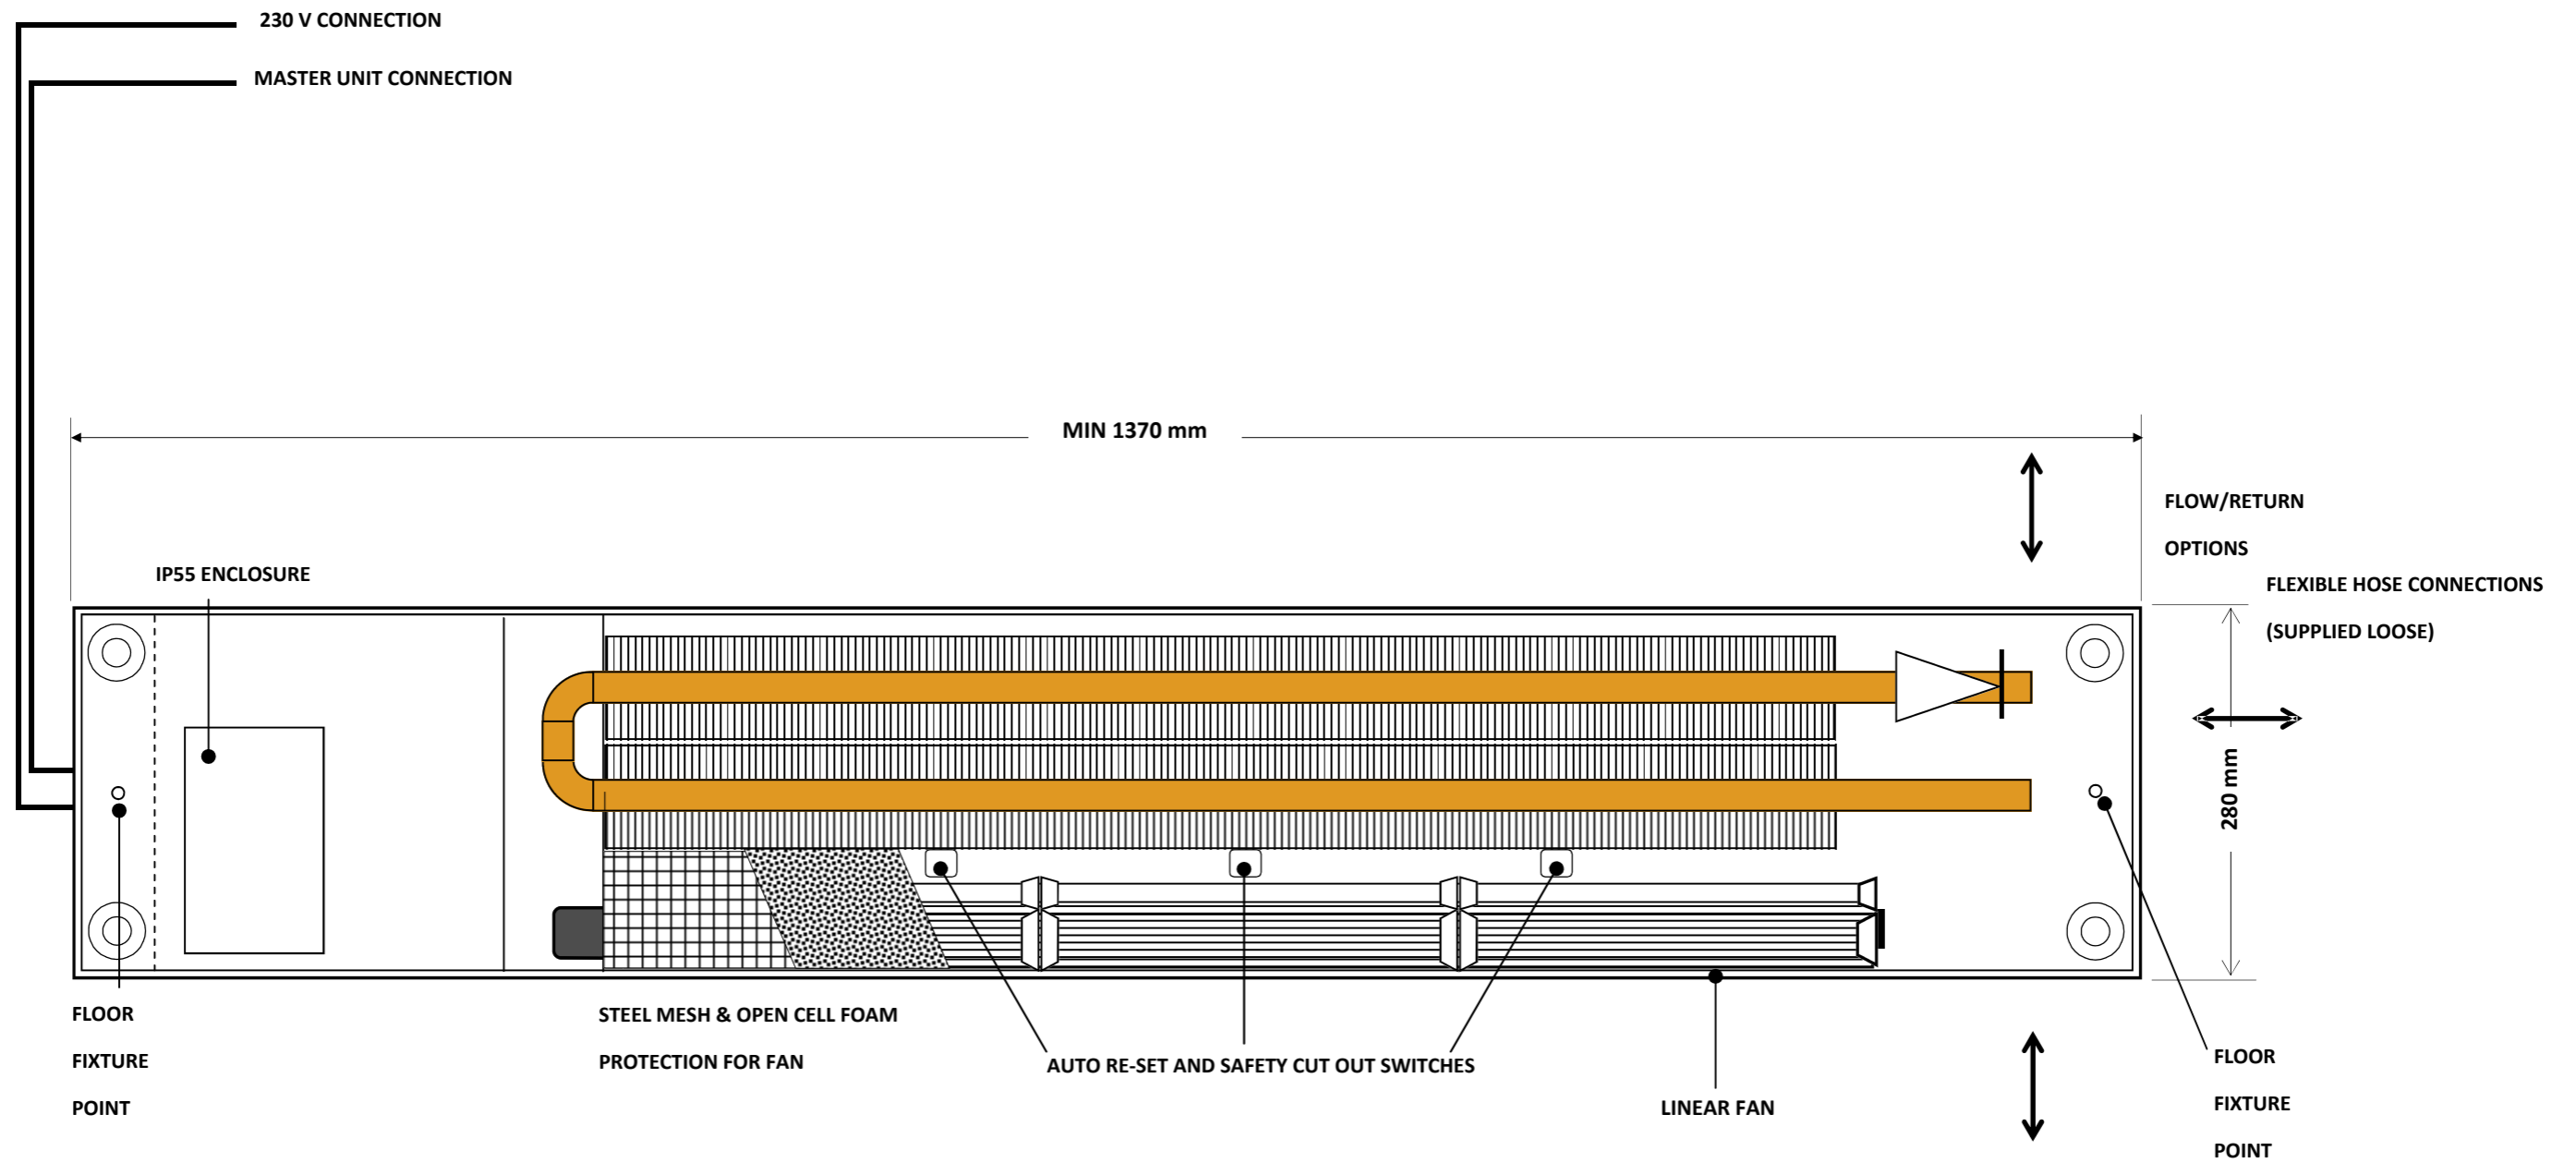 230 V CONNECTION
MASTER UNIT CONNECTION
MIN 1370 mm
FLOW/RETURN
OPTIONS
IP55 ENCLOSURE
FLEXIBLE HOSE CONNECTIONS
(SUPPLIED LOOSE)
280 mm
FLOOR
FIXTURE
POINT
STEEL MESH & OPEN CELL FOAM
PROTECTION FOR FAN
AUTO RE-SET AND SAFETY CUT OUT SWITCHES
LINEAR FAN
FLOOR
FIXTURE
POINT